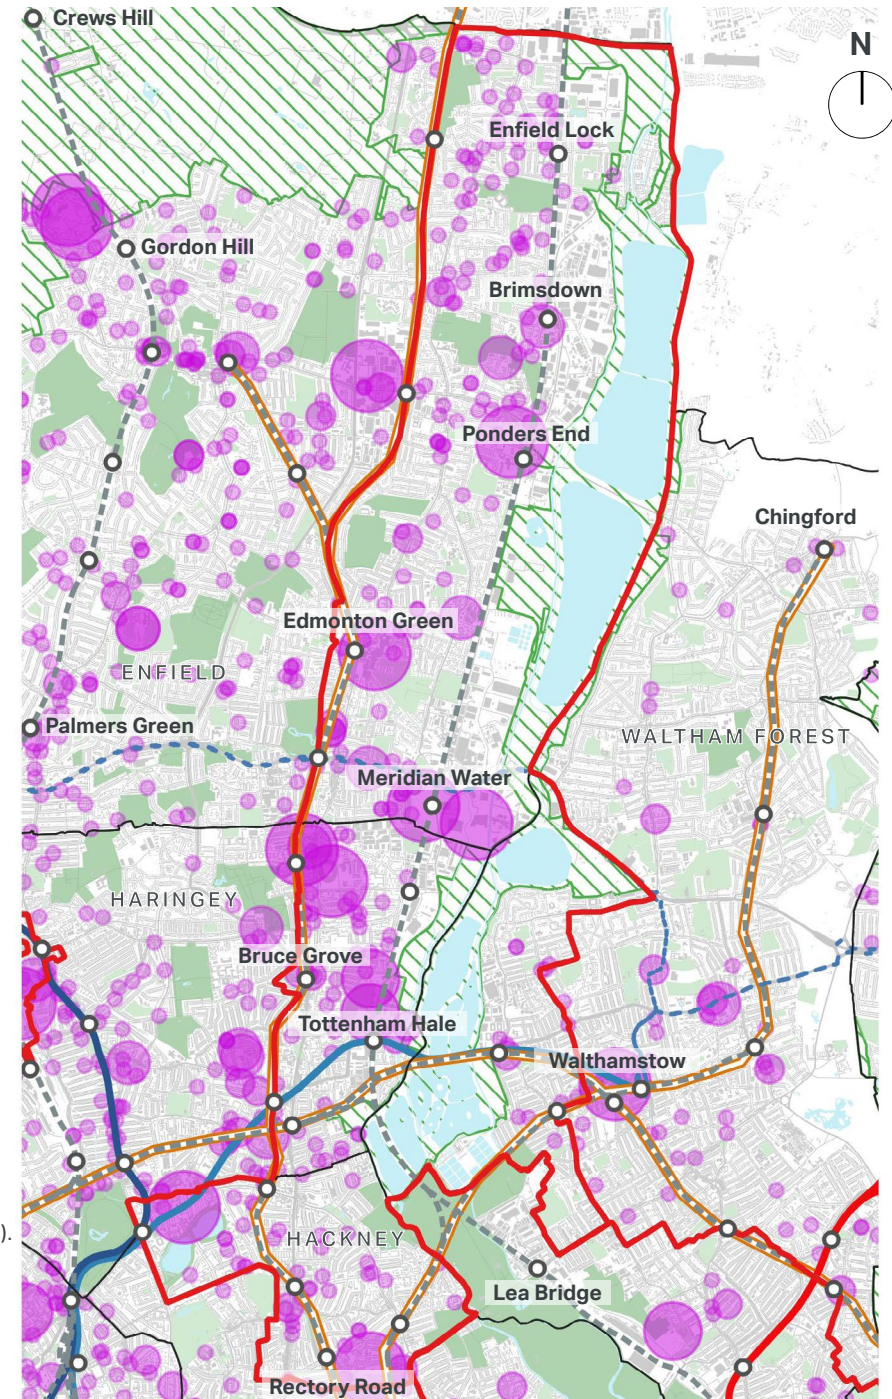 Crews Hill
N
Enfield Lock
Gordon Hill
Brimsdown
Ponders End
Chingford
Edmonton Green
ENFIELD
Palmers Green
WALTHAM FOREST
Meridian Water
HARINGEY
Bruce Grove
Tottenham Hale
Walthamstow
).
HACKNEY
Lea Bridge
Rectory Road